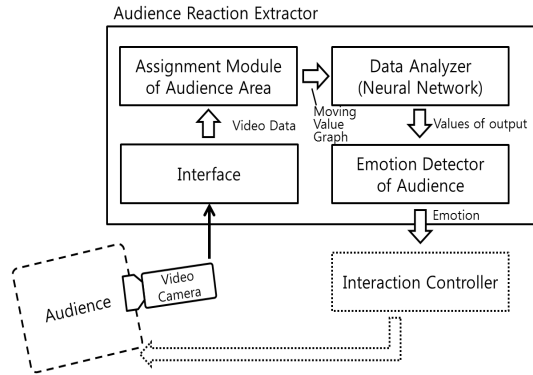 Audience Reaction Extractor
Assignment Module
of Audience Area
Data Analyzer
(Neural Network)
Moving
Value
Graph
Video Data
Values of output
Interface
Emotion Detector
of Audience
Emotion
Interaction Controller
Video
Camera
Audience